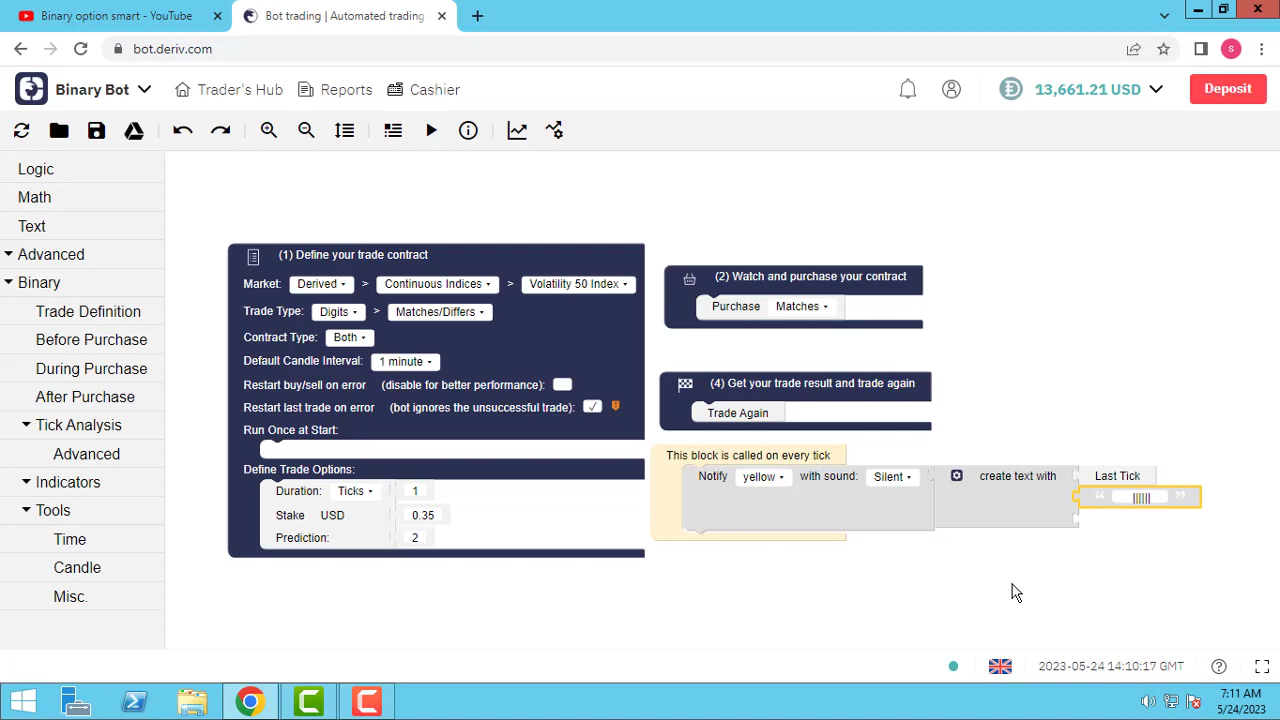 Binary option smart - YouTube
Bot trading | Automated trading
bot.deriv.com
S
Binary Bot
Trader's Hub
Reports
Cashier
13,661.21 USD
Deposit
Logic
Math
Text
Advanced
Binary
Trade Definition
Before Purchase
During Purchase
After Purchase
Tick Analysis
Advanced
Indicators
Tools
Time
Candle
Misc.
(1) Define your trade contract
Market: Derived > Continuous Indices > Volatility 50 Index
Trade Type: Digits > Matches/Differs
Contract Type: Both
Default Candle Interval: 1 minute
Restart buy/sell on error (disable for better performance):
Restart last trade on error (bot ignores the unsuccessful trade): ✓
Run Once at Start:
Define Trade Options:
Duration: Ticks 1
Stake USD 0.35
Prediction: 2
(2) Watch and purchase your contract
Purchase Matches
(4) Get your trade result and trade again
Trade Again
This block is called on every tick
Notify yellow with sound: Silent create text with Last Tick
“ |||||| ”
2023-05-24 14:10:17 GMT
7:11 AM
5/24/2023